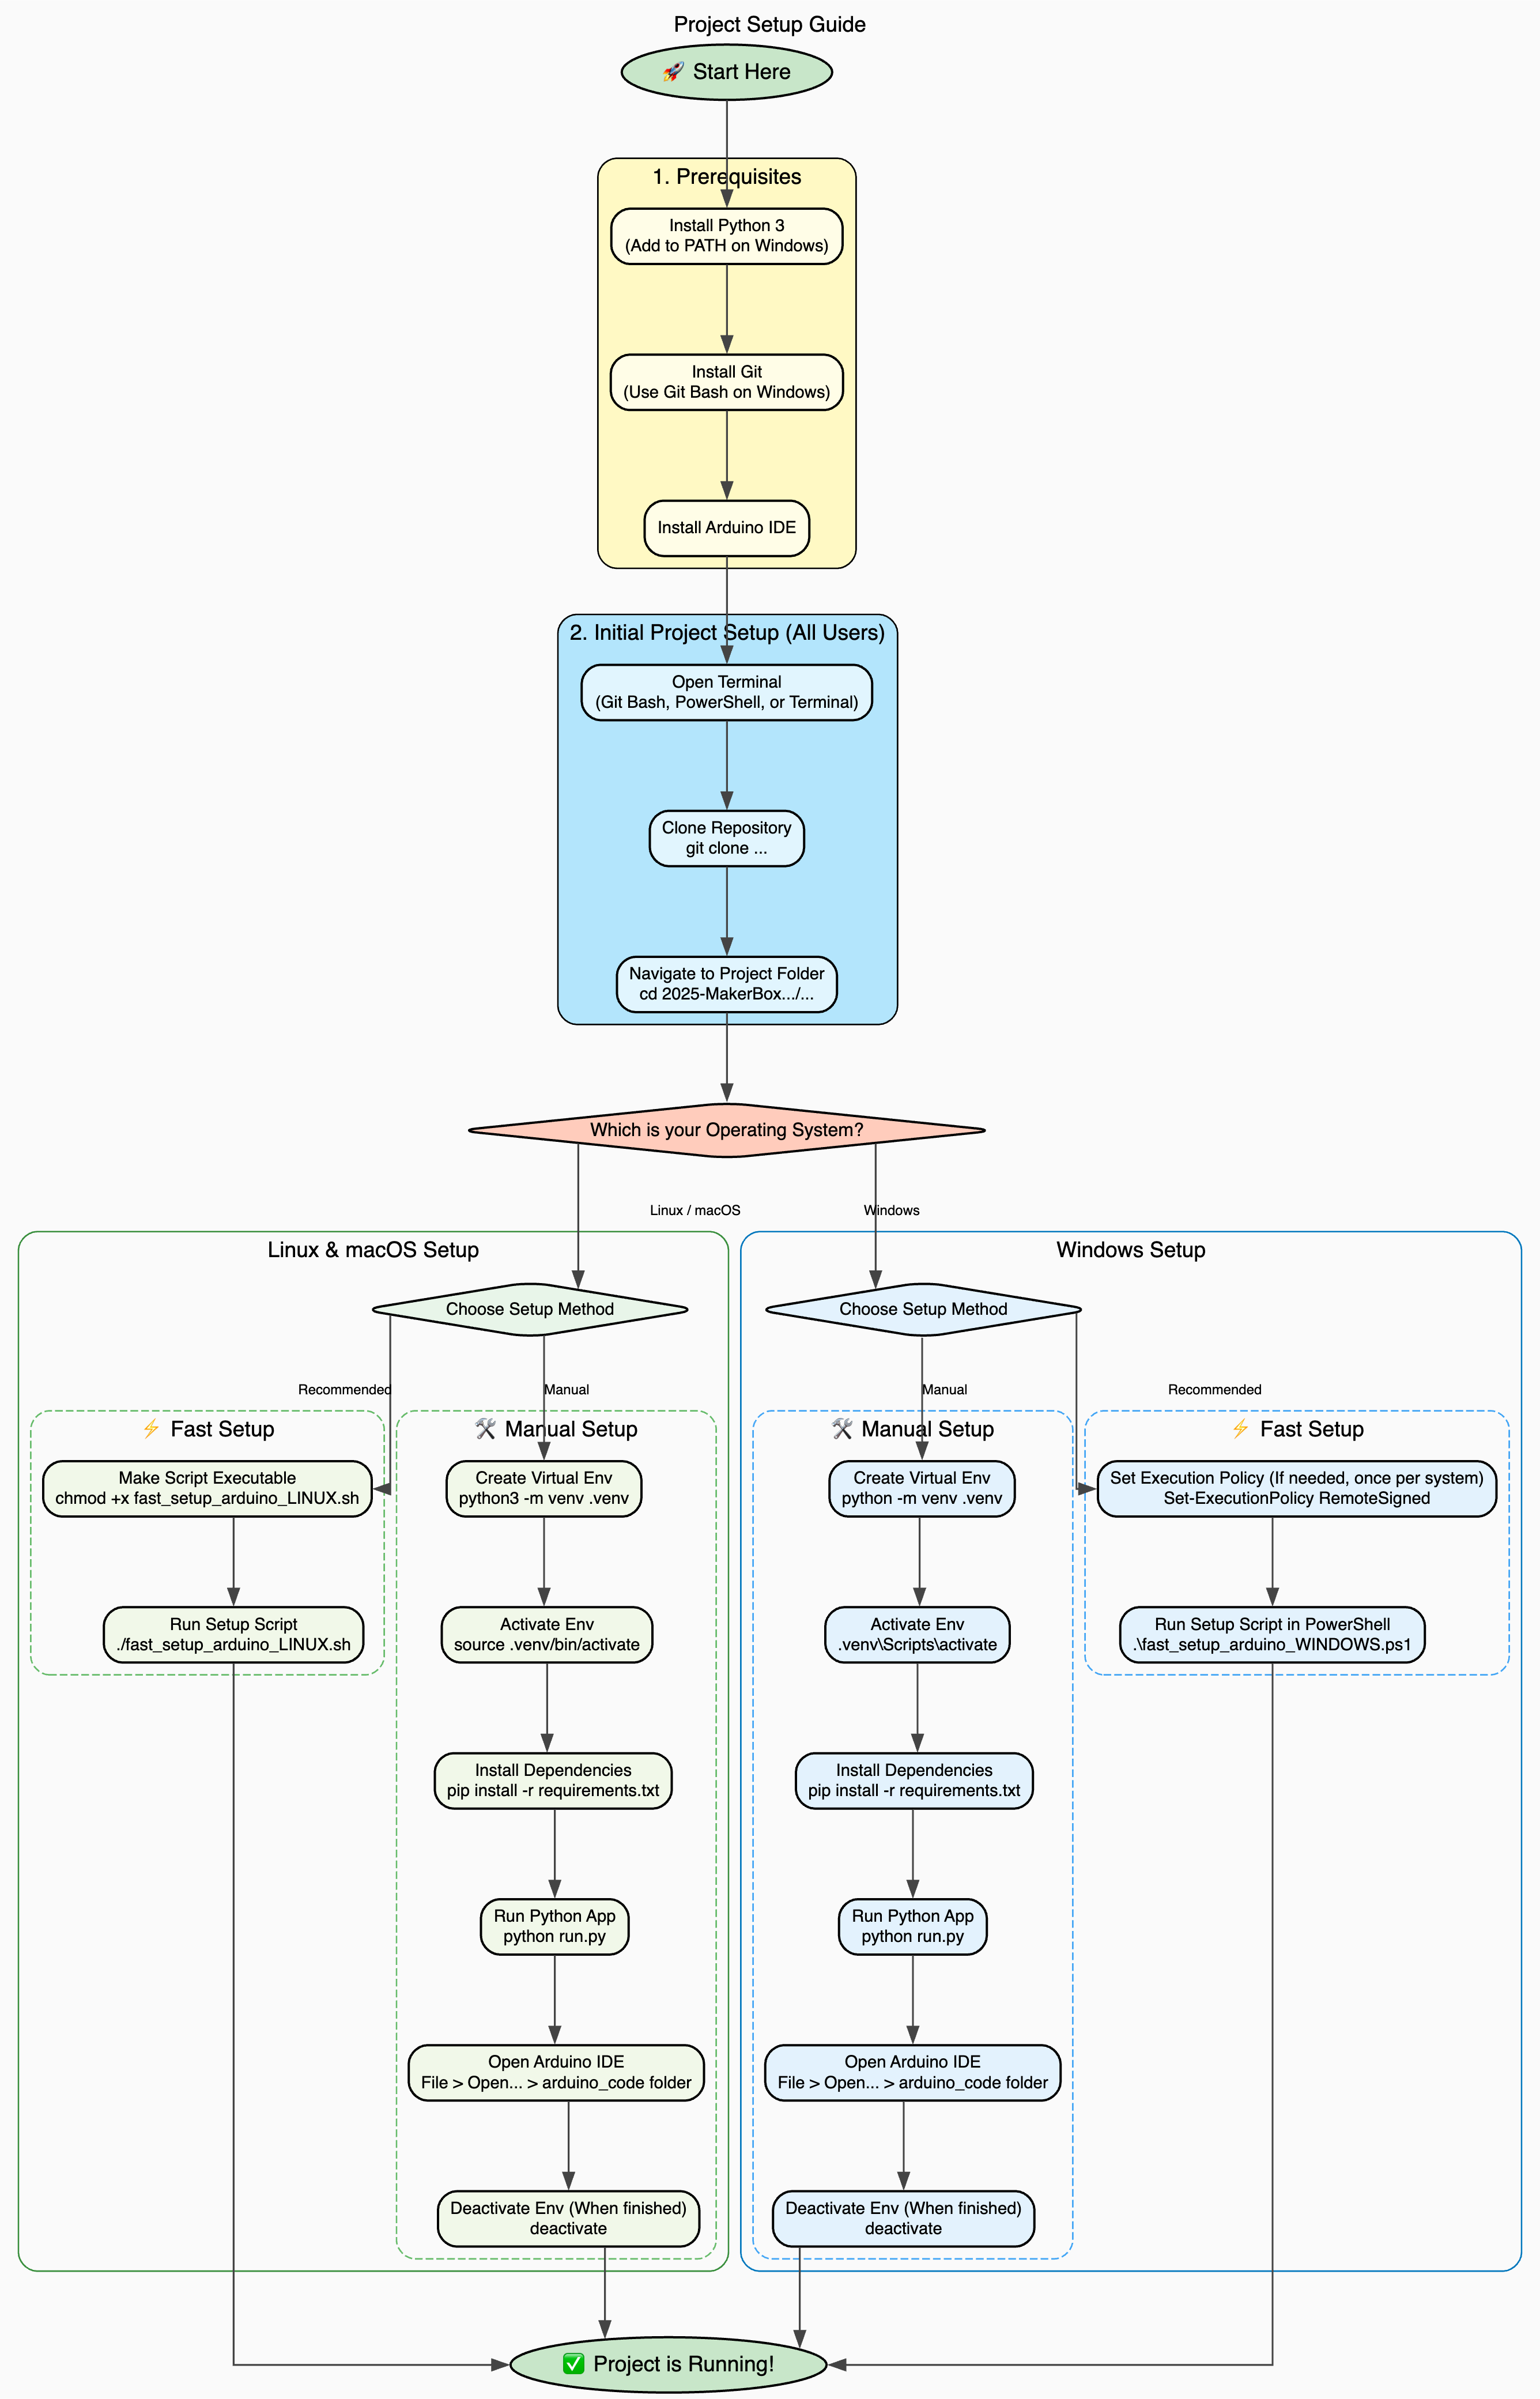 Project Setup Guide
🚀 Start Here
1. Prerequisites
Install Python 3
(Add to PATH on Windows)
Install Git
(Use Git Bash on Windows)
Install Arduino IDE
2. Initial Project Setup (All Users)
Open Terminal
(Git Bash, PowerShell, or Terminal)
Clone Repository
git clone ...
Navigate to Project Folder
cd 2025-MakerBox.../...
Which is your Operating System?
Linux / macOS
Windows
Linux & macOS Setup
Choose Setup Method
Recommended
Manual
⚡ Fast Setup
Make Script Executable
chmod +x fast_setup_arduino_LINUX.sh
Run Setup Script
./fast_setup_arduino_LINUX.sh
🛠️ Manual Setup
Create Virtual Env
python3 -m venv .venv
Activate Env
source .venv/bin/activate
Install Dependencies
pip install -r requirements.txt
Run Python App
python run.py
Open Arduino IDE
File > Open... > arduino_code folder
Deactivate Env (When finished)
deactivate
Windows Setup
Choose Setup Method
Manual
Recommended
🛠️ Manual Setup
Create Virtual Env
python -m venv .venv
Activate Env
.venv\Scripts\activate
Install Dependencies
pip install -r requirements.txt
Run Python App
python run.py
Open Arduino IDE
File > Open... > arduino_code folder
Deactivate Env (When finished)
deactivate
⚡ Fast Setup
Set Execution Policy (If needed, once per system)
Set-ExecutionPolicy RemoteSigned
Run Setup Script in PowerShell
.\fast_setup_arduino_WINDOWS.ps1
✅ Project is Running!